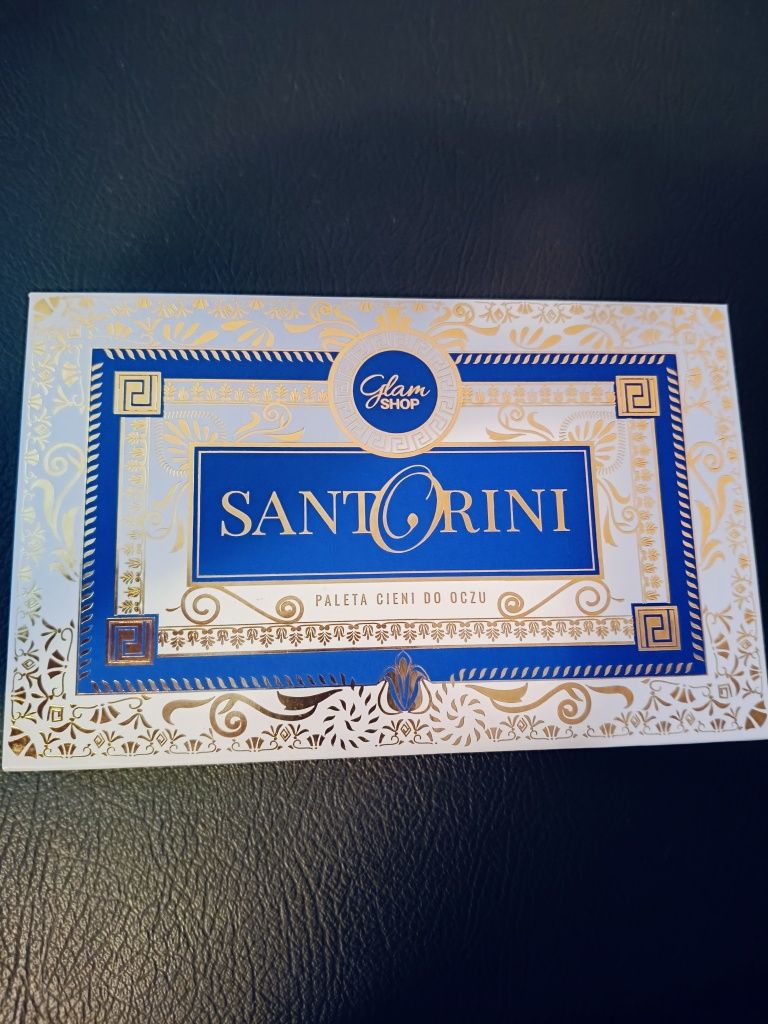 Glam
SHOP
SANTORINI
PALETA CIENI DO OCZU